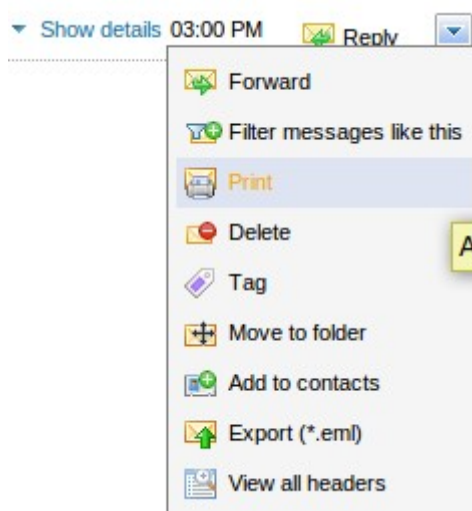 Show details 03:00 PM Reply
Forward
Filter messages like this
Print
Delete
Tag
Move to folder
Add to contacts
Export (*.eml)
View all headers